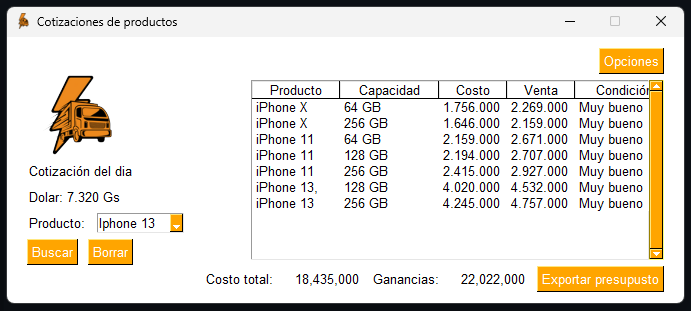 Cotizaciones de productos
Opciones
Producto Capacidad Costo Venta Condición
iPhone X 64 GB 1.756.000 2.269.000 Muy bueno
iPhone X 256 GB 1.646.000 2.159.000 Muy bueno
iPhone 11 64 GB 2.159.000 2.671.000 Muy bueno
iPhone 11 128 GB 2.194.000 2.707.000 Muy bueno
iPhone 11 256 GB 2.415.000 2.927.000 Muy bueno
iPhone 13, 128 GB 4.020.000 4.532.000 Muy bueno
iPhone 13 256 GB 4.245.000 4.757.000 Muy bueno
Cotización del dia
Dolar: 7.320 Gs
Producto: Iphone 13
Buscar Borrar
Costo total: 18,435,000 Ganancias: 22,022,000 Exportar presupusto